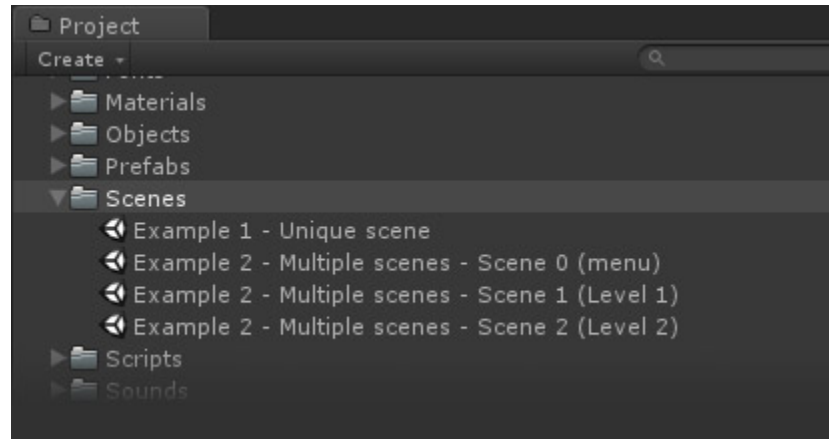 Project
Create
Materials
Objects
Prefabs
Scenes
Example 1 - Unique scene
Example 2 - Multiple scenes - Scene 0 (menu)
Example 2 - Multiple scenes - Scene 1 (Level 1)
Example 2 - Multiple scenes - Scene 2 (Level 2)
Scripts
Sounds